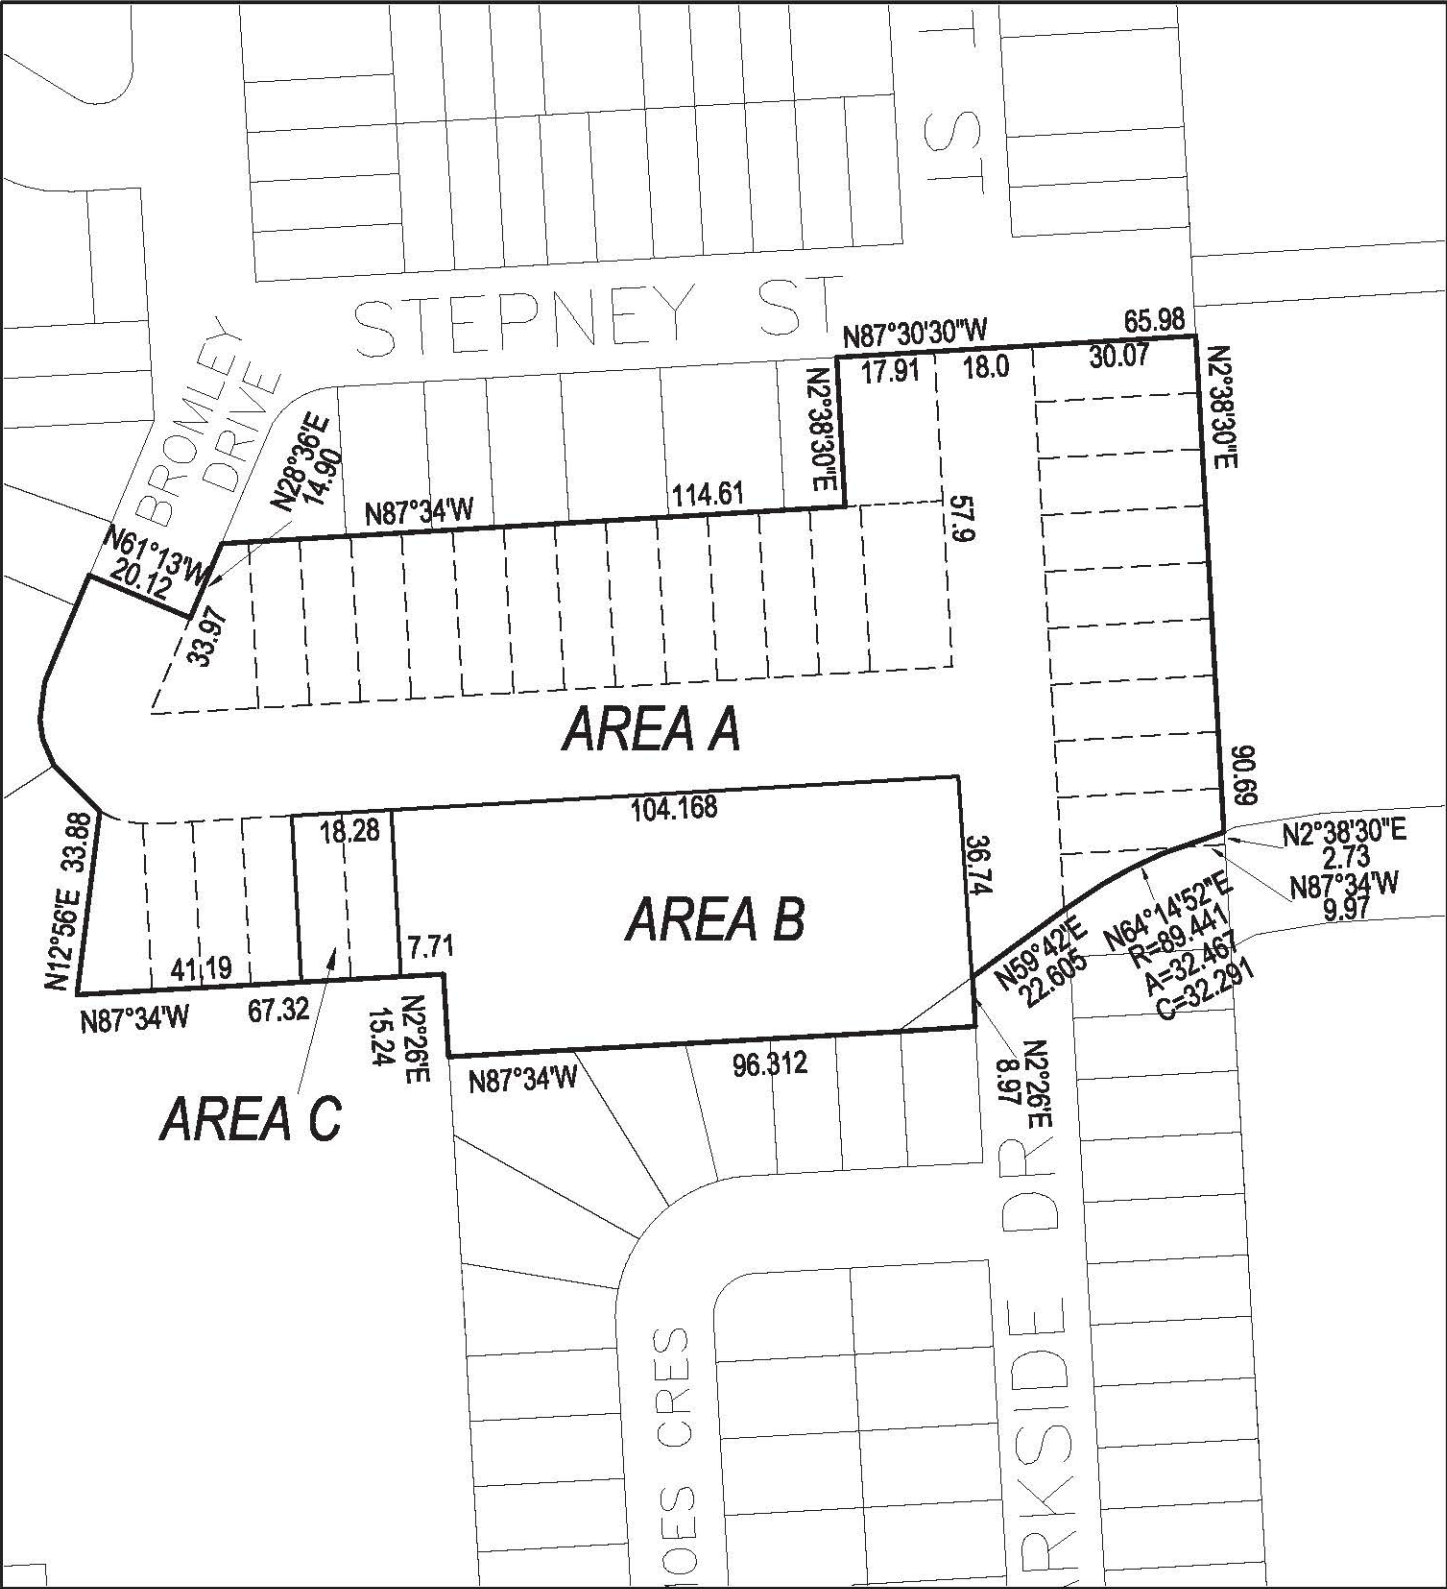 ST
STEPNEY ST
BROMLEY
DRIVE
N87°30'30"W
65.98
17.91
18.0
30.07
N2°38'30"E
N2°38'30"E
N28°36'E
14.90
N87°34'W
114.61
57.9
N61°13'W
20.12
33.97
AREA A
104.168
18.28
90.69
N2°38'30"E
2.73
N87°34'W
9.97
33.88
N12°56'E
36.74
AREA B
N64°14'52"E
R=89.441
A=32.467
C=32.291
N59°42'E
22.605
7.71
41.19
N87°34'W
67.32
N2°26'E
15.24
N87°34'W
96.312
N2°26'E
8.97
AREA C
RKSIDE DR
CRES